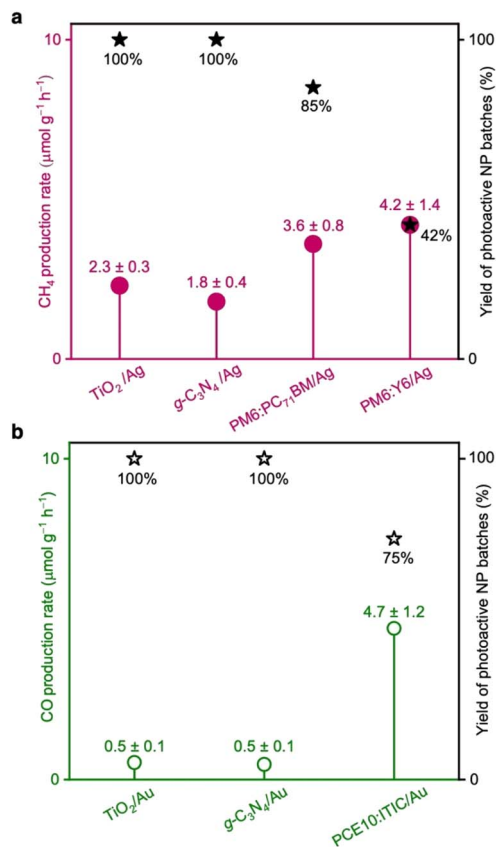 a
10
100
100%
100%
85%
4.2 ± 1.4
42%
3.6 ± 0.8
2.3 ± 0.3
1.8 ± 0.4
CH₄ production rate (μmol g⁻¹ h⁻¹)
Yield of photoactive NP batches (%)
0
0
TiO₂/Ag
g-C₃N₄/Ag
PM6:PC₇₁BM/Ag
PM6:Y6/Ag
b
10
100
100%
100%
75%
4.7 ± 1.2
0.5 ± 0.1
0.5 ± 0.1
CO production rate (μmol g⁻¹ h⁻¹)
Yield of photoactive NP batches (%)
0
0
TiO₂/Au
g-C₃N₄/Au
PCE10:ITIC/Au